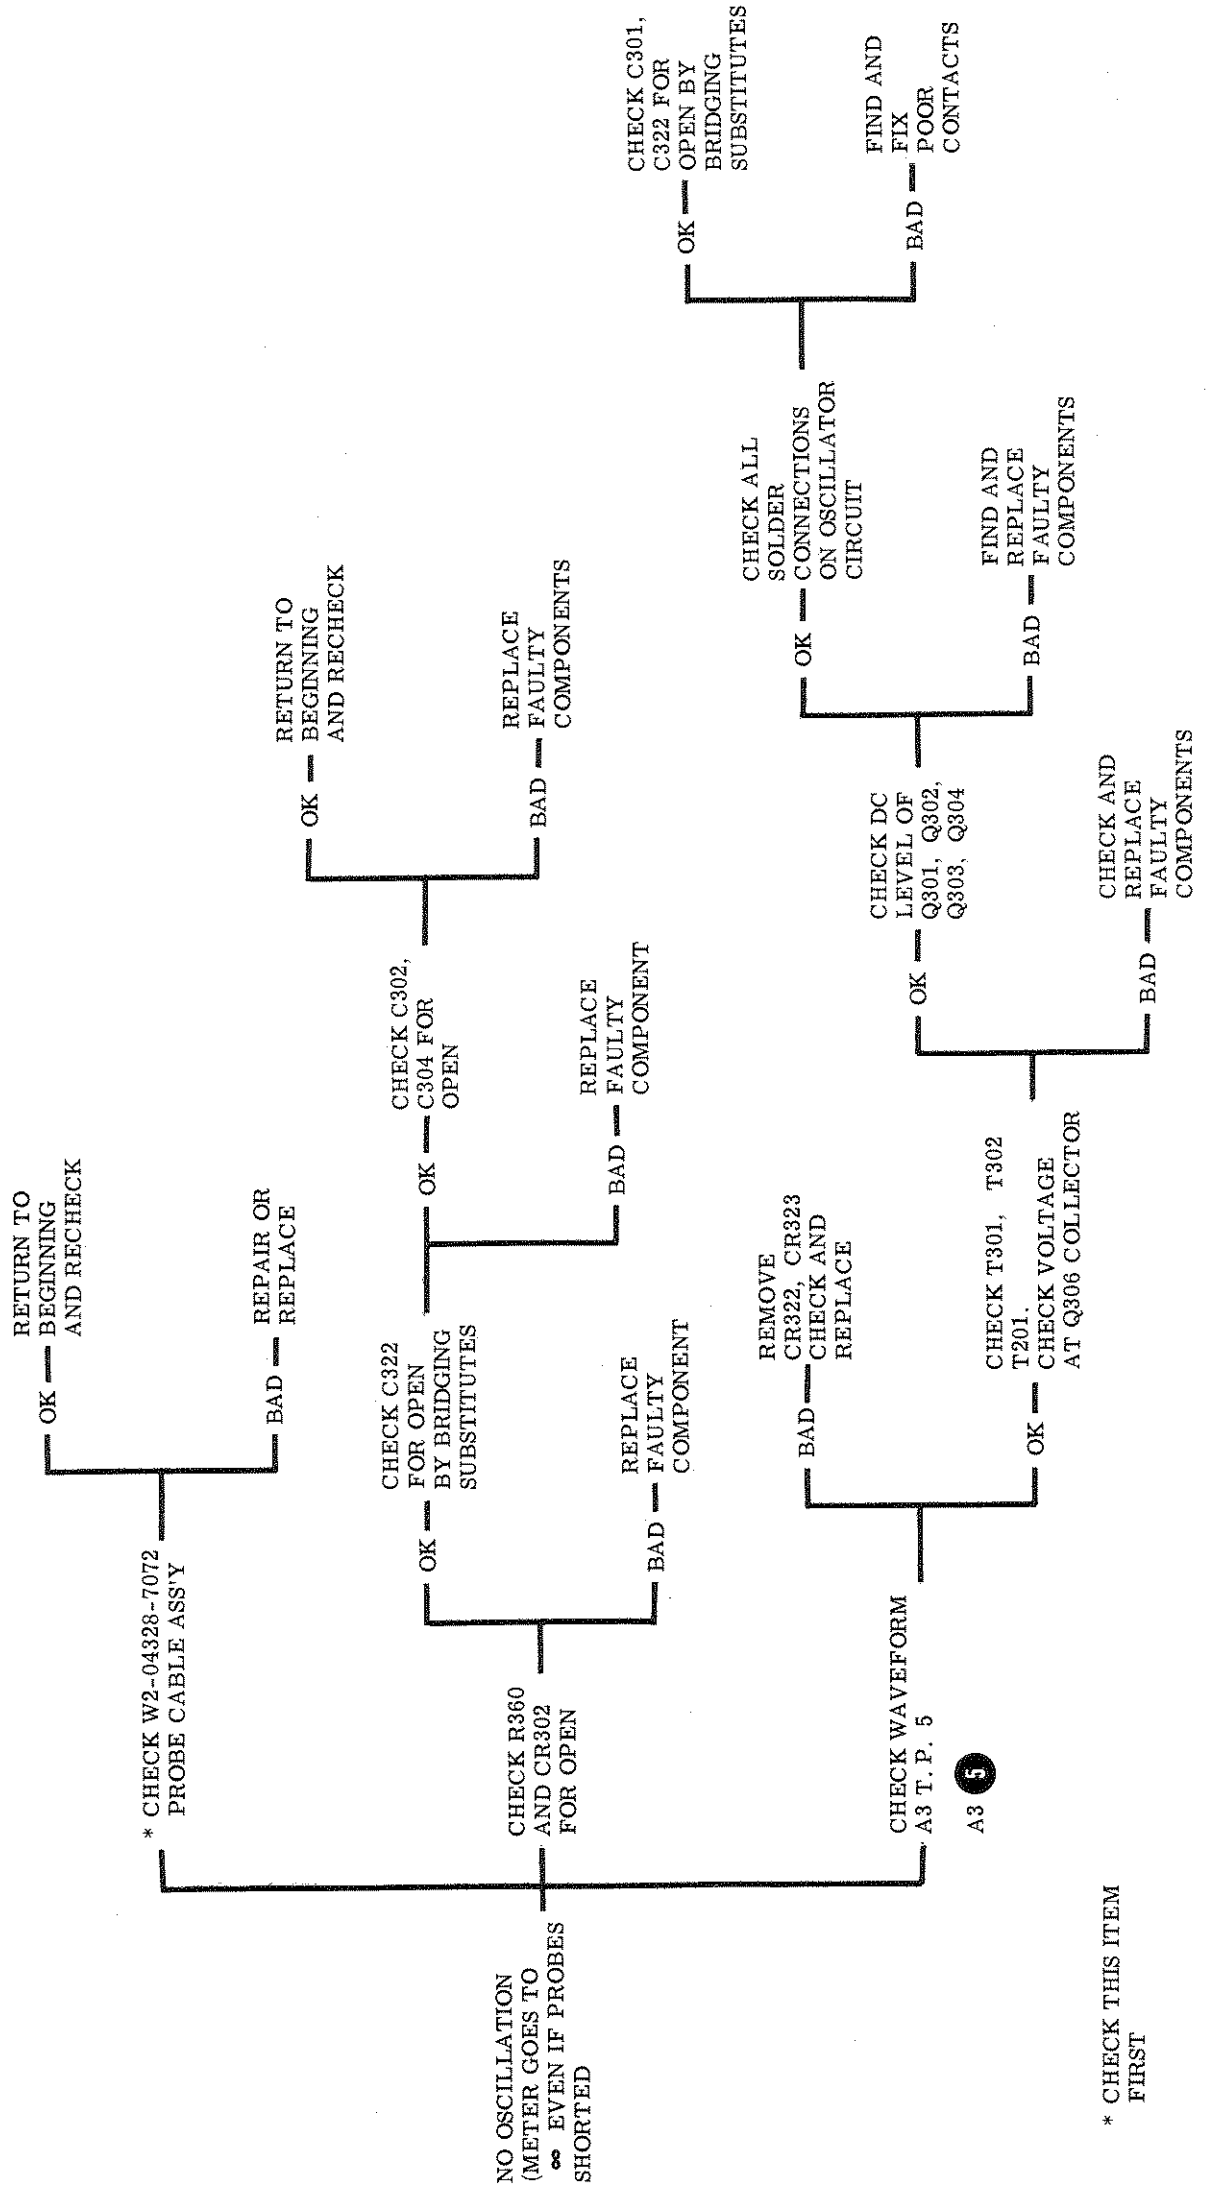 NO OSCILLATION
(METER GOES TO
∞ EVEN IF PROBES
SHORTED
* CHECK W2-04328-7072
PROBE CABLE ASS'Y
OK
RETURN TO
BEGINNING
AND RECHECK
BAD
REPAIR OR
REPLACE
CHECK R360
AND CR302
FOR OPEN
OK
CHECK C322
FOR OPEN
BY BRIDGING
SUBSTITUTES
OK
CHECK C302,
C304 FOR
OPEN
OK
RETURN TO
BEGINNING
AND RECHECK
BAD
REPLACE
FAULTY
COMPONENTS
BAD
REPLACE
FAULTY
COMPONENT
BAD
REPLACE
FAULTY
COMPONENT
CHECK WAVEFORM
A3 T.P. 5
A3 5
BAD
REMOVE
CR322, CR323
CHECK AND
REPLACE
OK
CHECK T301, T302
T201.
CHECK VOLTAGE
AT Q306 COLLECTOR
OK
CHECK DC
LEVEL OF
Q301, Q302,
Q303, Q304
OK
CHECK ALL
SOLDER
CONNECTIONS
ON OSCILLATOR
CIRCUIT
OK
CHECK C301,
C322 FOR
OPEN BY
BRIDGING
SUBSTITUTES
BAD
FIND AND
FIX
POOR
CONTACTS
BAD
FIND AND
REPLACE
FAULTY
COMPONENTS
BAD
CHECK AND
REPLACE
FAULTY
COMPONENTS
* CHECK THIS ITEM
FIRST